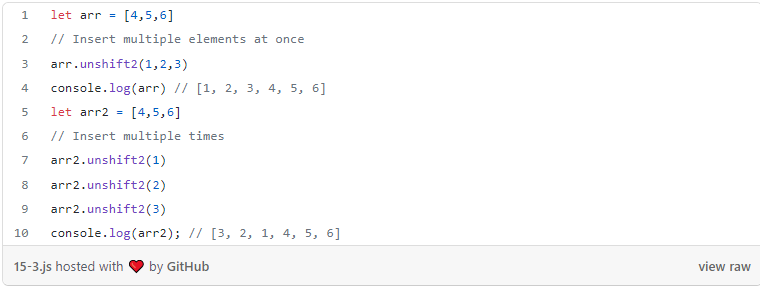 1 let arr = [4,5,6]
2 // Insert multiple elements at once
3 arr.unshift2(1,2,3)
4 console.log(arr) // [1, 2, 3, 4, 5, 6]
5 let arr2 = [4,5,6]
6 // Insert multiple times
7 arr2.unshift2(1)
8 arr2.unshift2(2)
9 arr2.unshift2(3)
10 console.log(arr2); // [3, 2, 1, 4, 5, 6]
15-3.js hosted with ❤ by GitHub view raw